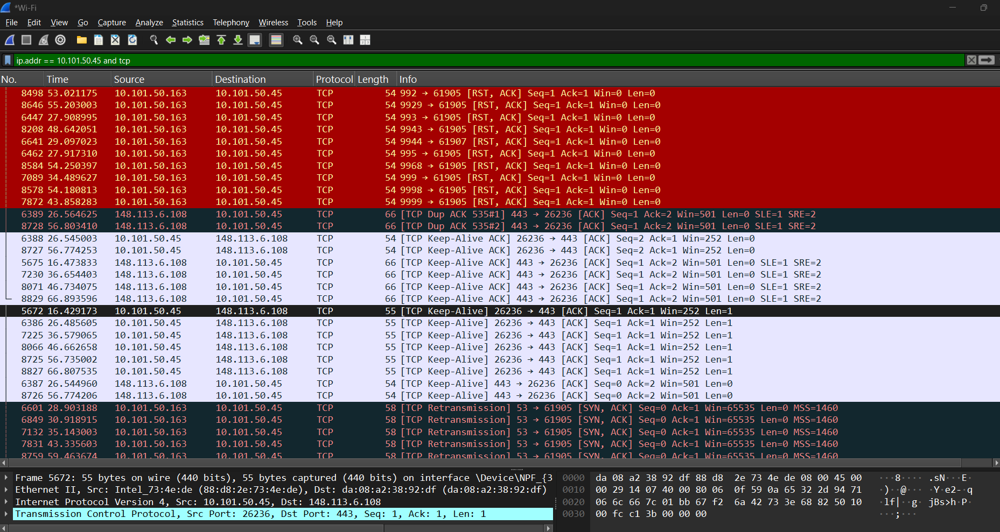 *Wi-Fi
File Edit View Go Capture Analyze Statistics Telephony Wireless Tools Help
ip.addr == 10.101.50.45 and tcp
No. Time Source Destination Protocol Length Info
8498 53.021175 10.101.50.163 10.101.50.45 TCP 54 992 → 61905 [RST, ACK] Seq=1 Ack=1 Win=0 Len=0
8646 55.203003 10.101.50.163 10.101.50.45 TCP 54 9929 → 61905 [RST, ACK] Seq=1 Ack=1 Win=0 Len=0
6447 27.908995 10.101.50.163 10.101.50.45 TCP 54 993 → 61905 [RST, ACK] Seq=1 Ack=1 Win=0 Len=0
8208 48.642051 10.101.50.163 10.101.50.45 TCP 54 9943 → 61905 [RST, ACK] Seq=1 Ack=1 Win=0 Len=0
6641 29.097023 10.101.50.163 10.101.50.45 TCP 54 9944 → 61907 [RST, ACK] Seq=1 Ack=1 Win=0 Len=0
6462 27.917310 10.101.50.163 10.101.50.45 TCP 54 995 → 61905 [RST, ACK] Seq=1 Ack=1 Win=0 Len=0
8584 54.250397 10.101.50.163 10.101.50.45 TCP 54 9968 → 61905 [RST, ACK] Seq=1 Ack=1 Win=0 Len=0
7089 34.489627 10.101.50.163 10.101.50.45 TCP 54 999 → 61905 [RST, ACK] Seq=1 Ack=1 Win=0 Len=0
8578 54.180813 10.101.50.163 10.101.50.45 TCP 54 9998 → 61905 [RST, ACK] Seq=1 Ack=1 Win=0 Len=0
7872 43.858283 10.101.50.163 10.101.50.45 TCP 54 9999 → 61905 [RST, ACK] Seq=1 Ack=1 Win=0 Len=0
6389 26.564625 148.113.6.108 10.101.50.45 TCP 66 [TCP Dup ACK 535#1] 443 → 26236 [ACK] Seq=1 Ack=2 Win=501 Len=0 SLE=1 SRE=2
8728 56.803410 148.113.6.108 10.101.50.45 TCP 66 [TCP Dup ACK 535#2] 443 → 26236 [ACK] Seq=1 Ack=2 Win=501 Len=0 SLE=1 SRE=2
6388 26.545003 10.101.50.45 148.113.6.108 TCP 54 [TCP Keep-Alive ACK] 26236 → 443 [ACK] Seq=2 Ack=1 Win=252 Len=0
8727 56.774253 10.101.50.45 148.113.6.108 TCP 54 [TCP Keep-Alive ACK] 26236 → 443 [ACK] Seq=2 Ack=1 Win=252 Len=0
5675 16.473833 148.113.6.108 10.101.50.45 TCP 66 [TCP Keep-Alive ACK] 443 → 26236 [ACK] Seq=1 Ack=2 Win=501 Len=0 SLE=1 SRE=2
7230 36.654403 148.113.6.108 10.101.50.45 TCP 66 [TCP Keep-Alive ACK] 443 → 26236 [ACK] Seq=1 Ack=2 Win=501 Len=0 SLE=1 SRE=2
8071 46.734075 148.113.6.108 10.101.50.45 TCP 66 [TCP Keep-Alive ACK] 443 → 26236 [ACK] Seq=1 Ack=2 Win=501 Len=0 SLE=1 SRE=2
8829 66.893596 148.113.6.108 10.101.50.45 TCP 66 [TCP Keep-Alive ACK] 443 → 26236 [ACK] Seq=1 Ack=2 Win=501 Len=0 SLE=1 SRE=2
5672 16.429173 10.101.50.45 148.113.6.108 TCP 55 [TCP Keep-Alive] 26236 → 443 [ACK] Seq=1 Ack=1 Win=252 Len=1
6386 26.485605 10.101.50.45 148.113.6.108 TCP 55 [TCP Keep-Alive] 26236 → 443 [ACK] Seq=1 Ack=1 Win=252 Len=1
7225 36.579065 10.101.50.45 148.113.6.108 TCP 55 [TCP Keep-Alive] 26236 → 443 [ACK] Seq=1 Ack=1 Win=252 Len=1
8066 46.662658 10.101.50.45 148.113.6.108 TCP 55 [TCP Keep-Alive] 26236 → 443 [ACK] Seq=1 Ack=1 Win=252 Len=1
8725 56.735002 10.101.50.45 148.113.6.108 TCP 55 [TCP Keep-Alive] 26236 → 443 [ACK] Seq=1 Ack=1 Win=252 Len=1
8827 66.807535 10.101.50.45 148.113.6.108 TCP 55 [TCP Keep-Alive] 26236 → 443 [ACK] Seq=1 Ack=1 Win=252 Len=1
6387 26.544960 148.113.6.108 10.101.50.45 TCP 54 [TCP Keep-Alive] 443 → 26236 [ACK] Seq=0 Ack=2 Win=501 Len=0
8726 56.774206 148.113.6.108 10.101.50.45 TCP 54 [TCP Keep-Alive] 443 → 26236 [ACK] Seq=0 Ack=2 Win=501 Len=0
6601 28.903188 10.101.50.163 10.101.50.45 TCP 58 [TCP Retransmission] 53 → 61905 [SYN, ACK] Seq=0 Ack=1 Win=65535 Len=0 MSS=1460
6849 30.918915 10.101.50.163 10.101.50.45 TCP 58 [TCP Retransmission] 53 → 61905 [SYN, ACK] Seq=0 Ack=1 Win=65535 Len=0 MSS=1460
7132 35.143003 10.101.50.163 10.101.50.45 TCP 58 [TCP Retransmission] 53 → 61905 [SYN, ACK] Seq=0 Ack=1 Win=65535 Len=0 MSS=1460
7831 43.335603 10.101.50.163 10.101.50.45 TCP 58 [TCP Retransmission] 53 → 61905 [SYN, ACK] Seq=0 Ack=1 Win=65535 Len=0 MSS=1460
8759 59.463674 10.101.50.163 10.101.50.45 TCP 58 [TCP Retransmission] 53 → 61905 [SYN, ACK] Seq=0 Ack=1 Win=65535 Len=0 MSS=1460
Frame 5672: 55 bytes on wire (440 bits), 55 bytes captured (440 bits) on interface \Device\NPF_{3
Ethernet II, Src: Intel_73:4e:de (88:d8:2e:73:4e:de), Dst: da:08:a2:38:92:df (da:08:a2:38:92:df)
Internet Protocol Version 4, Src: 10.101.50.45, Dst: 148.113.6.108
Transmission Control Protocol, Src Port: 26236, Dst Port: 443, Seq: 1, Ack: 1, Len: 1
0000 da 08 a2 38 92 df 88 d8 2e 73 4e de 08 00 45 00 ···8···· .sN···E·
0010 00 29 14 07 40 00 80 06 0f 59 0a 65 32 2d 94 71 ·)··@··· ·Y·e2-·q
0020 06 6c 66 7c 01 bb 67 f2 6a 42 73 3e 68 82 50 10 ·lf|··g· jBs>h·P·
0030 00 fc c1 3b 00 00 00 ···;···